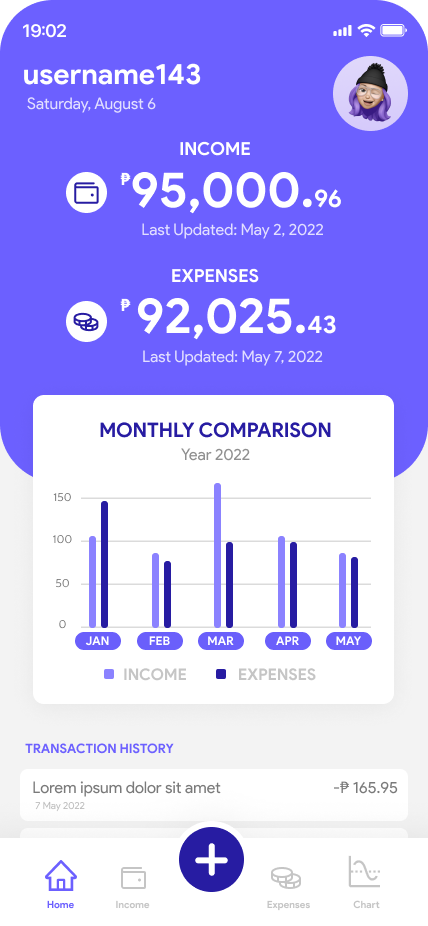 19:02
username143
Saturday, August 6
INCOME
₱95,000.96
Last Updated: May 2, 2022
EXPENSES
₱ 92,025.43
Last Updated: May 7, 2022
MONTHLY COMPARISON
Year 2022
150
100
50
0
JAN FEB MAR APR MAY
INCOME EXPENSES
TRANSACTION HISTORY
Lorem ipsum dolor sit amet -₱ 165.95
7 May 2022
Home Income Expenses Chart